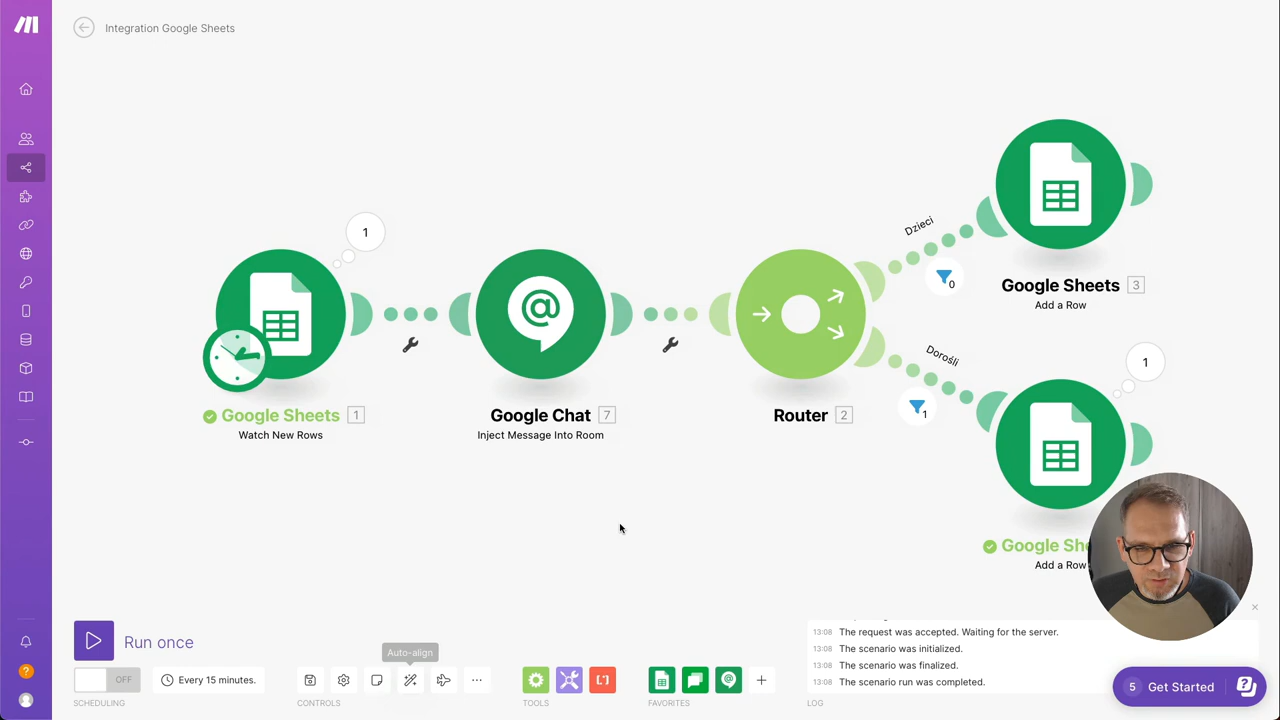 Integration Google Sheets
1
Dzieci
0
Google Sheets 3
Add a Row
Google Sheets 1
Watch New Rows
@
Google Chat 7
Inject Message Into Room
Router 2
Dorośli
1
1
Google She
Add a Row
Run once
Auto-align
OFF
Every 15 minutes.
SCHEDULING
CONTROLS
TOOLS
FAVORITES
13:08 The request was accepted. Waiting for the server.
13:08 The scenario was initialized.
13:08 The scenario was finalized.
13:08 The scenario run was completed.
LOG
5 Get Started